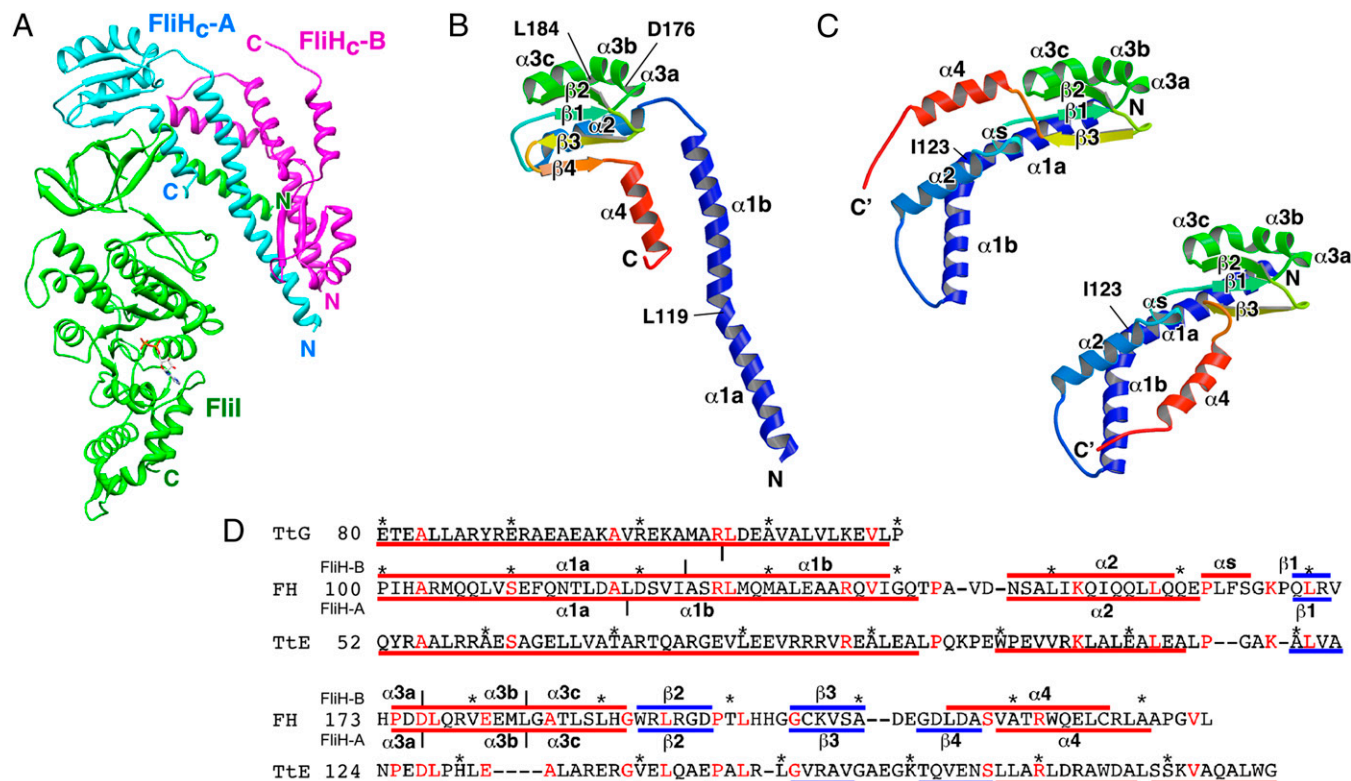 A
FliHC-A
FliHC-B
C
C
N
N
N
FliI
C
B
L184
α3b
D176
α3c
α3a
β2
β1
α2
β3
β4
α4
C
α1b
L119
α1a
N
C
α3c
α3b
α4
α3a
β2
N
β1
αs
I123
β3
α1a
α2
C'
α1b
α3c
α3b
α3a
β2
N
β1
I123
αs
β3
α2
α1a
α1b
α4
C'
D
* * * * *
TtG 80 ETEALLARYRERAEAEAKAVREKAMARLDEAVALVLKEVLP
FliH-B α1a α1b α2 αs β1
* * * * * * * *
FH 100 PIHARMQQLVSEFQNTLDALDSVIASRLMQMALEAARQVIGQTPA-VD-NSALIKQIQQLLQQEPLFSGKPQLRV
FliH-A α1a α1b α2 β1
* * * * * * * *
TtE 52 QYRAALRRAESAGELLVATARTQARGEVLEEVRRRVREALEALPQKPEWPEVVRKLALEALEALP--GAK-ALVA
FliH-B α3a α3b α3c β2 β3 α4
* * * * * * *
FH 173 HPDDLQRVEEMLGATLSLHGWRLRGDPTLHHGGCKVSA--DEGDLDASVATRWQELCRLAAPGVL
FliH-A α3a α3b α3c β2 β3 β4 α4
* * * * * * *
TtE 124 NPEDLPHLE----ALARERGVELQAEPALR-LGVRAVGAEGKTQVENSLLARLDRAWDALSSKVAQALWG